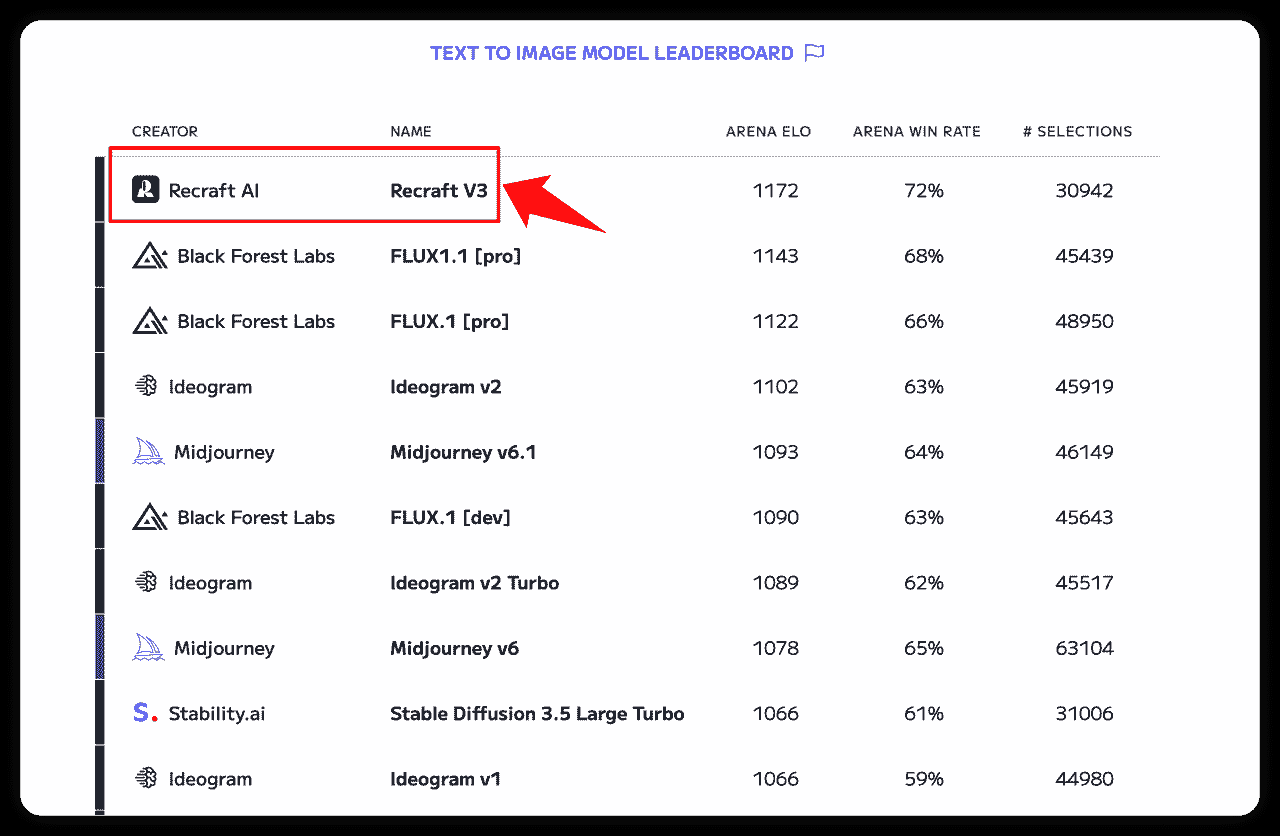 TEXT TO IMAGE MODEL LEADERBOARD
CREATOR NAME ARENA ELO ARENA WIN RATE # SELECTIONS
Recraft AI Recraft V3 1172 72% 30942
Black Forest Labs FLUX1.1 [pro] 1143 68% 45439
Black Forest Labs FLUX.1 [pro] 1122 66% 48950
Ideogram Ideogram v2 1102 63% 45919
Midjourney Midjourney v6.1 1093 64% 46149
Black Forest Labs FLUX.1 [dev] 1090 63% 45643
Ideogram Ideogram v2 Turbo 1089 62% 45517
Midjourney Midjourney v6 1078 65% 63104
S. Stability.ai Stable Diffusion 3.5 Large Turbo 1066 61% 31006
Ideogram Ideogram v1 1066 59% 44980